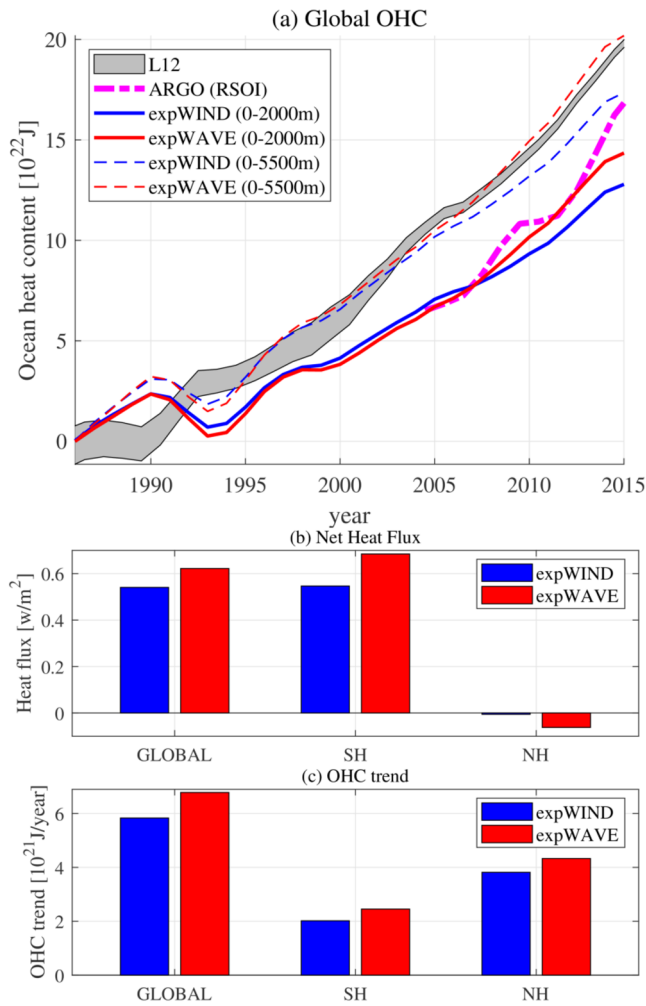 (a) Global OHC
20
15
10
5
0
Ocean heat content [10²²J]
L12
ARGO (RSOI)
expWIND (0-2000m)
expWAVE (0-2000m)
expWIND (0-5500m)
expWAVE (0-5500m)
1990 1995 2000 2005 2010 2015
year
(b) Net Heat Flux
0.6
0.4
0.2
0
Heat flux [w/m²]
expWIND
expWAVE
GLOBAL SH NH
(c) OHC trend
6
4
2
0
OHC trend [10²¹J/year]
expWIND
expWAVE
GLOBAL SH NH